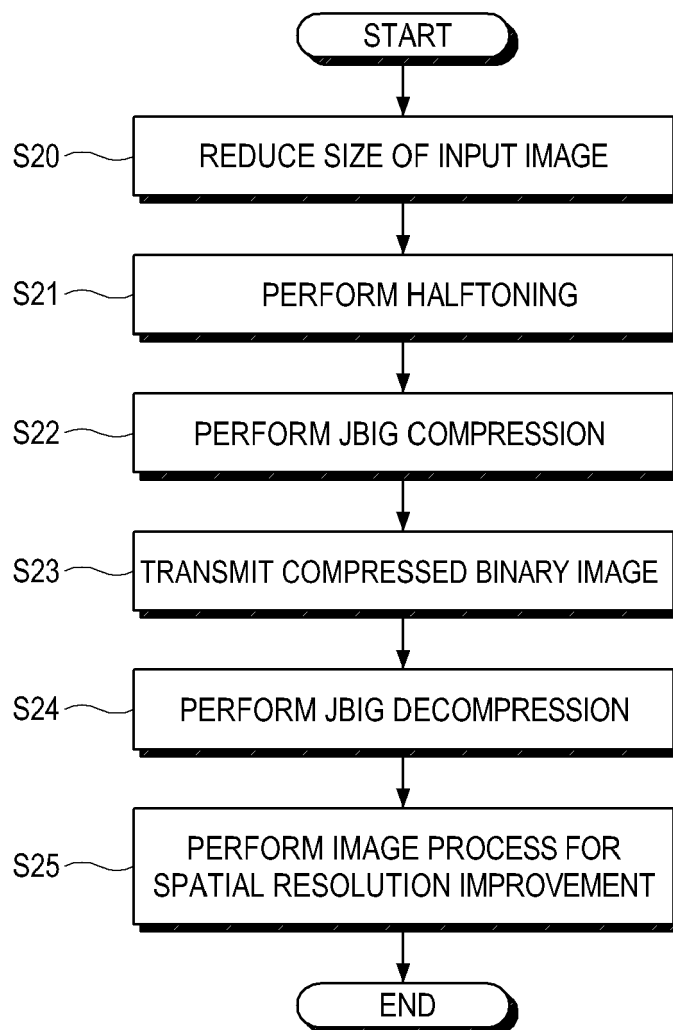 START
S20
REDUCE SIZE OF INPUT IMAGE
S21
PERFORM HALFTONING
S22
PERFORM JBIG COMPRESSION
S23
TRANSMIT COMPRESSED BINARY IMAGE
S24
PERFORM JBIG DECOMPRESSION
S25
PERFORM IMAGE PROCESS FOR
SPATIAL RESOLUTION IMPROVEMENT
END